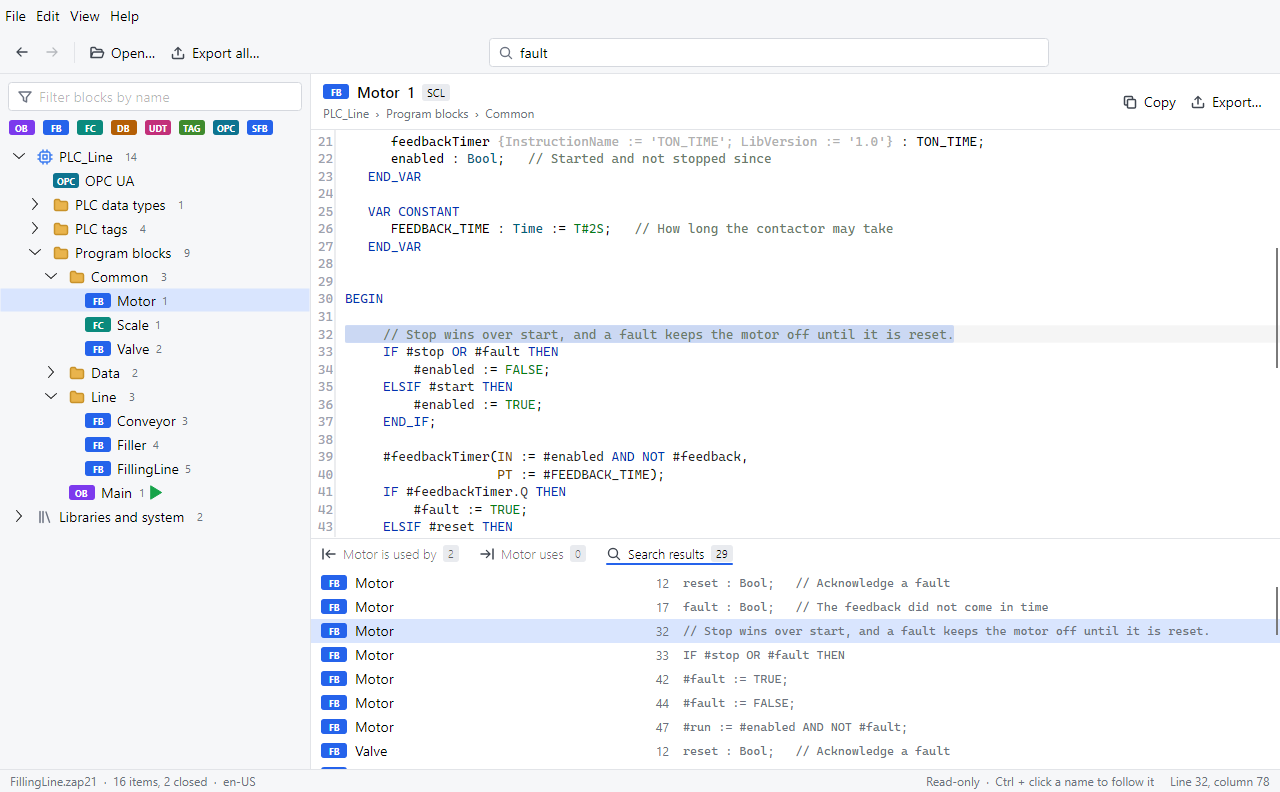 File Edit View Help
Open... Export all... fault
Filter blocks by name
OB FB FC DB UDT TAG OPC SFB
PLC_Line 14
OPC OPC UA
PLC data types 1
PLC tags 4
Program blocks 9
Common 3
FB Motor 1
FC Scale 1
FB Valve 2
Data 2
Line 3
FB Conveyor 3
FB Filler 4
FB FillingLine 5
OB Main 1
Libraries and system 2
FB Motor 1 SCL
PLC_Line › Program blocks › Common
Copy Export...
21 feedbackTimer {InstructionName := 'TON_TIME'; LibVersion := '1.0'} : TON_TIME;
22 enabled : Bool; // Started and not stopped since
23 END_VAR
24
25 VAR CONSTANT
26 FEEDBACK_TIME : Time := T#2S; // How long the contactor may take
27 END_VAR
28
29
30 BEGIN
31
32 // Stop wins over start, and a fault keeps the motor off until it is reset.
33 IF #stop OR #fault THEN
34 #enabled := FALSE;
35 ELSIF #start THEN
36 #enabled := TRUE;
37 END_IF;
38
39 #feedbackTimer(IN := #enabled AND NOT #feedback,
40 PT := #FEEDBACK_TIME);
41 IF #feedbackTimer.Q THEN
42 #fault := TRUE;
43 ELSIF #reset THEN
Motor is used by 2 Motor uses 0 Search results 29
FB Motor 12 reset : Bool; // Acknowledge a fault
FB Motor 17 fault : Bool; // The feedback did not come in time
FB Motor 32 // Stop wins over start, and a fault keeps the motor off until it is reset.
FB Motor 33 IF #stop OR #fault THEN
FB Motor 42 #fault := TRUE;
FB Motor 44 #fault := FALSE;
FB Motor 47 #run := #enabled AND NOT #fault;
FB Valve 12 reset : Bool; // Acknowledge a fault
FillingLine.zap21 · 16 items, 2 closed · en-US
Read-only · Ctrl + click a name to follow it Line 32, column 78